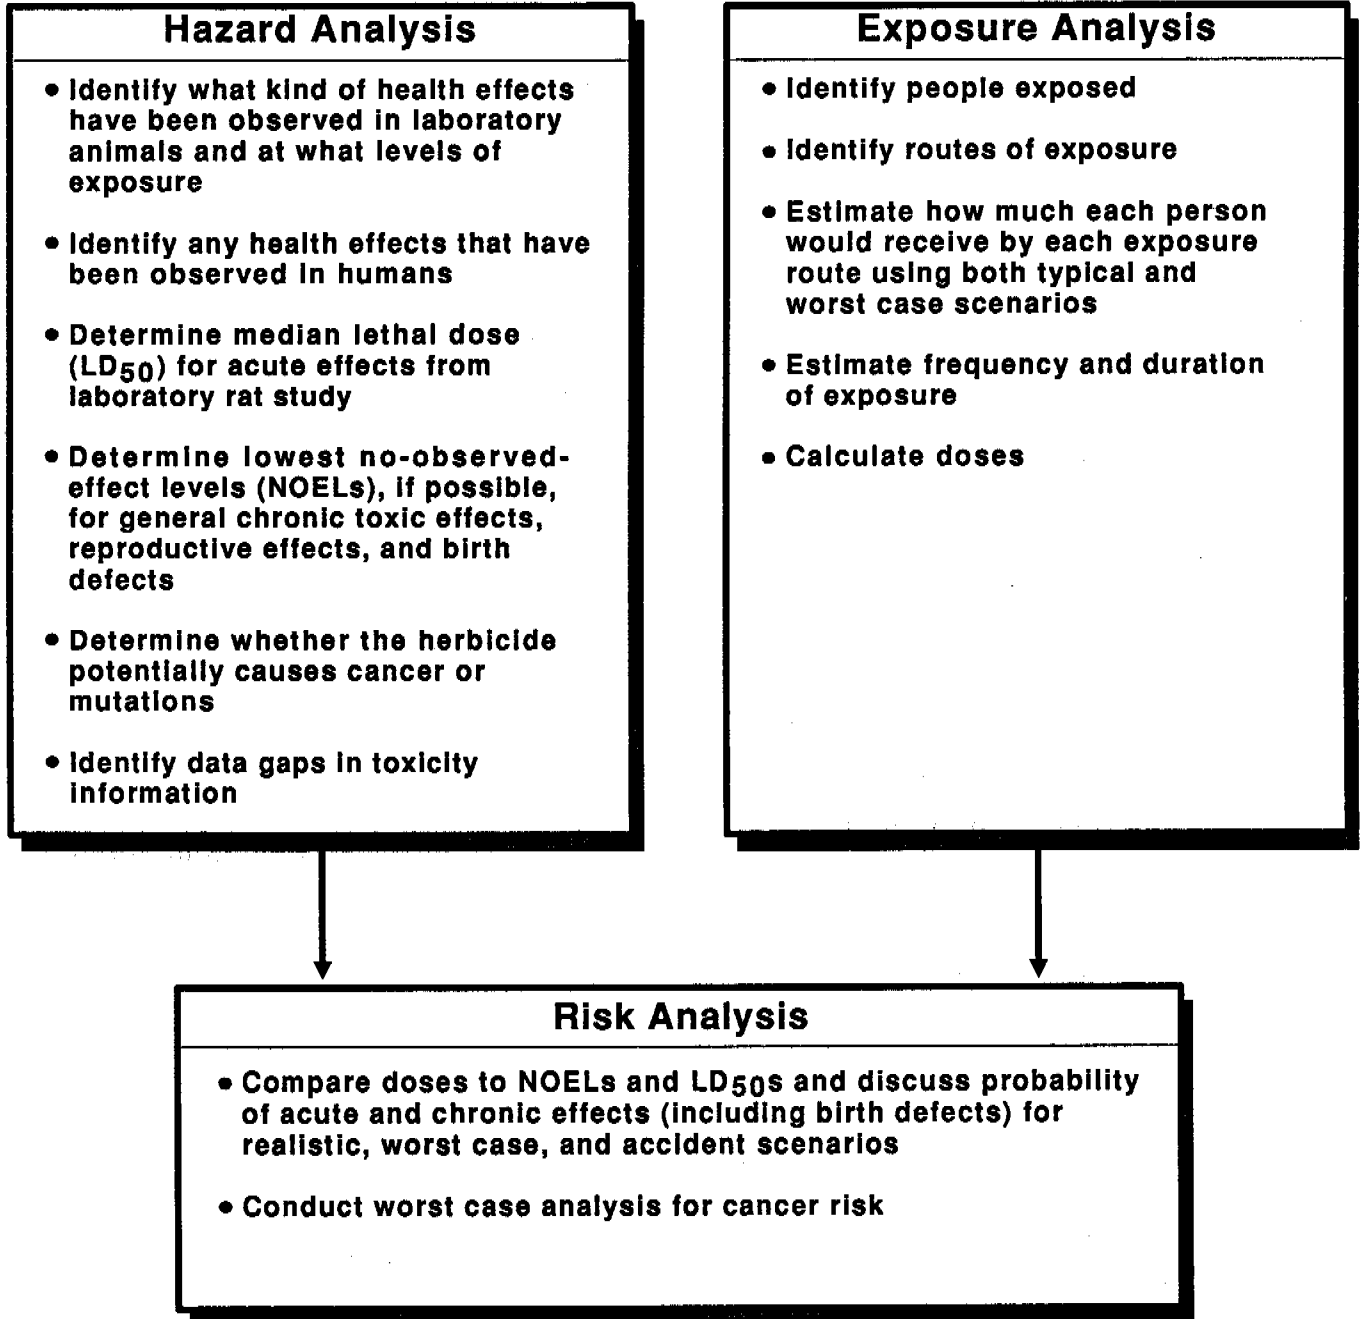 Hazard Analysis
• Identify what kind of health effects
have been observed in laboratory
animals and at what levels of
exposure
• Identify any health effects that have
been observed in humans
• Determine median lethal dose
(LD50) for acute effects from
laboratory rat study
• Determine lowest no-observed-
effect levels (NOELs), if possible,
for general chronic toxic effects,
reproductive effects, and birth
defects
• Determine whether the herbicide
potentially causes cancer or
mutations
• Identify data gaps in toxicity
information
Exposure Analysis
• Identify people exposed
• Identify routes of exposure
• Estimate how much each person
would receive by each exposure
route using both typical and
worst case scenarios
• Estimate frequency and duration
of exposure
• Calculate doses
Risk Analysis
• Compare doses to NOELs and LD50s and discuss probability
of acute and chronic effects (including birth defects) for
realistic, worst case, and accident scenarios
• Conduct worst case analysis for cancer risk